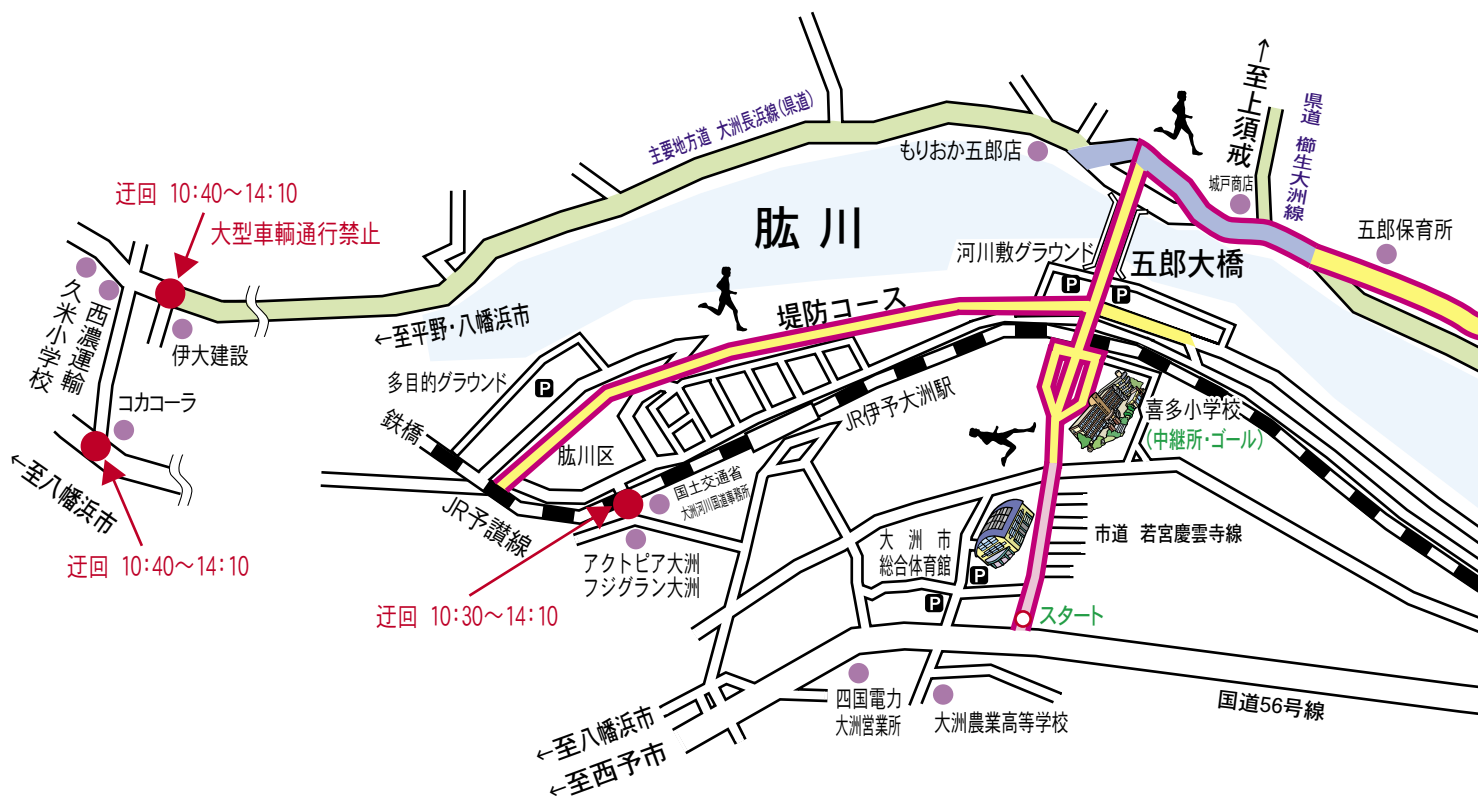 主要地方道 大洲長浜線(県道)
↑至上須戒
県道 櫛生大洲線
もりおか五郎店
城戸商店
五郎保育所
迂回 10:40～14:10
大型車輌通行禁止
肱川
河川敷グラウンド
五郎大橋
P
P
久米小学校
西濃運輸
伊大建設
←至平野・八幡浜市
堤防コース
多目的グラウンド
P
コカコーラ
鉄橋
肱川区
JR伊予大洲駅
喜多小学校
(中継所・ゴール)
←至八幡浜市
JR予讃線
国土交通省
大洲河川国道事務所
アクトピア大洲
フジグラン大洲
大洲市
総合体育館
P
P
市道 若宮慶雲寺線
迂回 10:40～14:10
迂回 10:30～14:10
スタート
四国電力
大洲営業所
大洲農業高等学校
国道56号線
←至八幡浜市
←至西予市